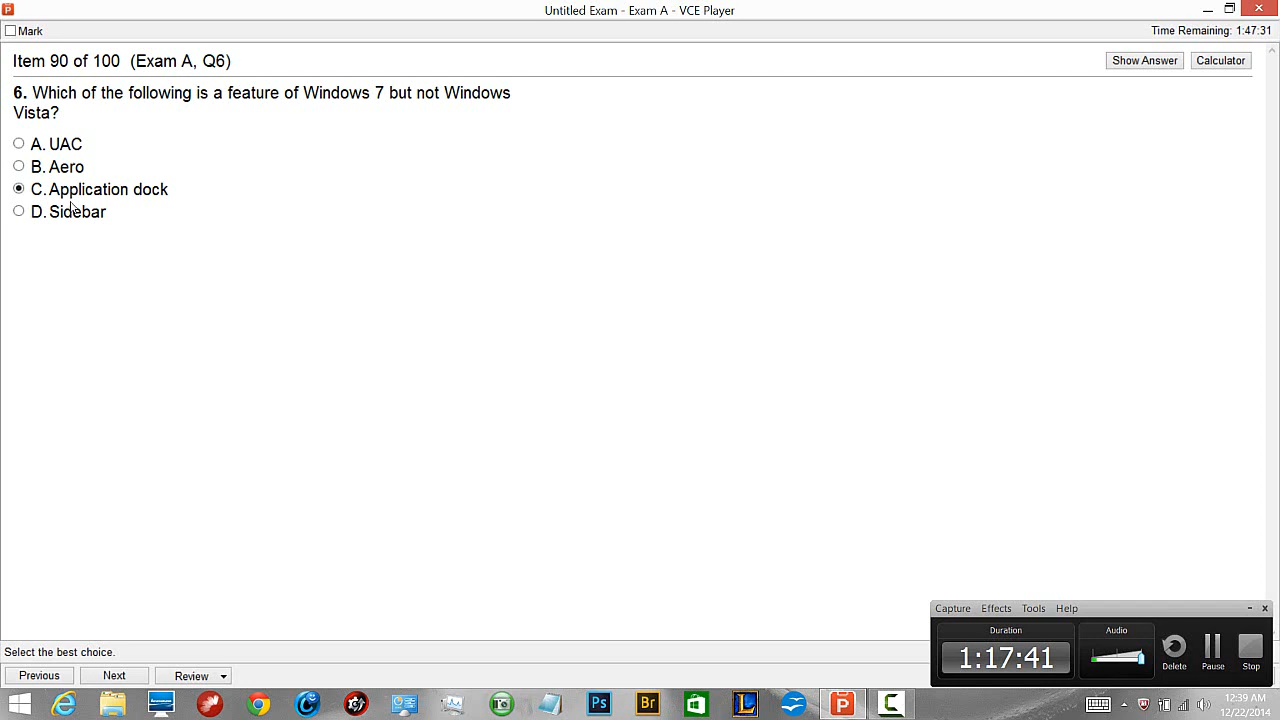 Untitled Exam - Exam A - VCE Player
Mark
Time Remaining: 1:47:31
Item 90 of 100 (Exam A, Q6)
Show Answer
Calculator
6. Which of the following is a feature of Windows 7 but not Windows
Vista?
A. UAC
B. Aero
C. Application dock
D. Sidebar
Capture Effects Tools Help
Duration
Audio
1:17:41
Delete
Pause
Stop
Select the best choice.
Previous
Next
Review
Ps
Br
L
P
C
12:39 AM
12/22/2014